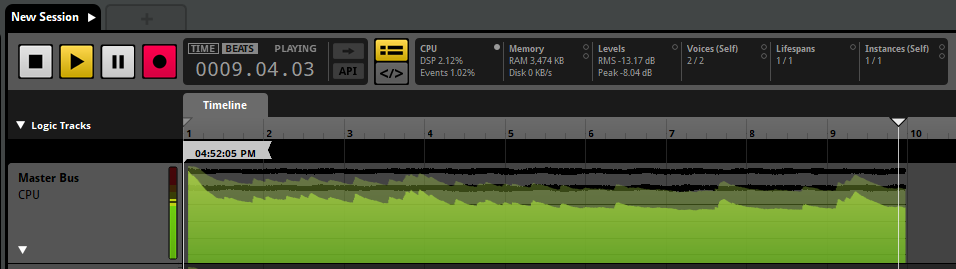 New Session
+
TIME BEATS PLAYING
0009.04.03
API
</>
CPU
DSP 2.12%
Events 1.02%
Memory
RAM 3,474 KB
Disk 0 KB/s
Levels
RMS -13.17 dB
Peak -8.04 dB
Voices (Self)
2 / 2
Lifespans
1 / 1
Instances (Self)
1 / 1
Timeline
Logic Tracks
1 2 3 4 5 6 7 8 9 10
04:52:05 PM
Master Bus
CPU